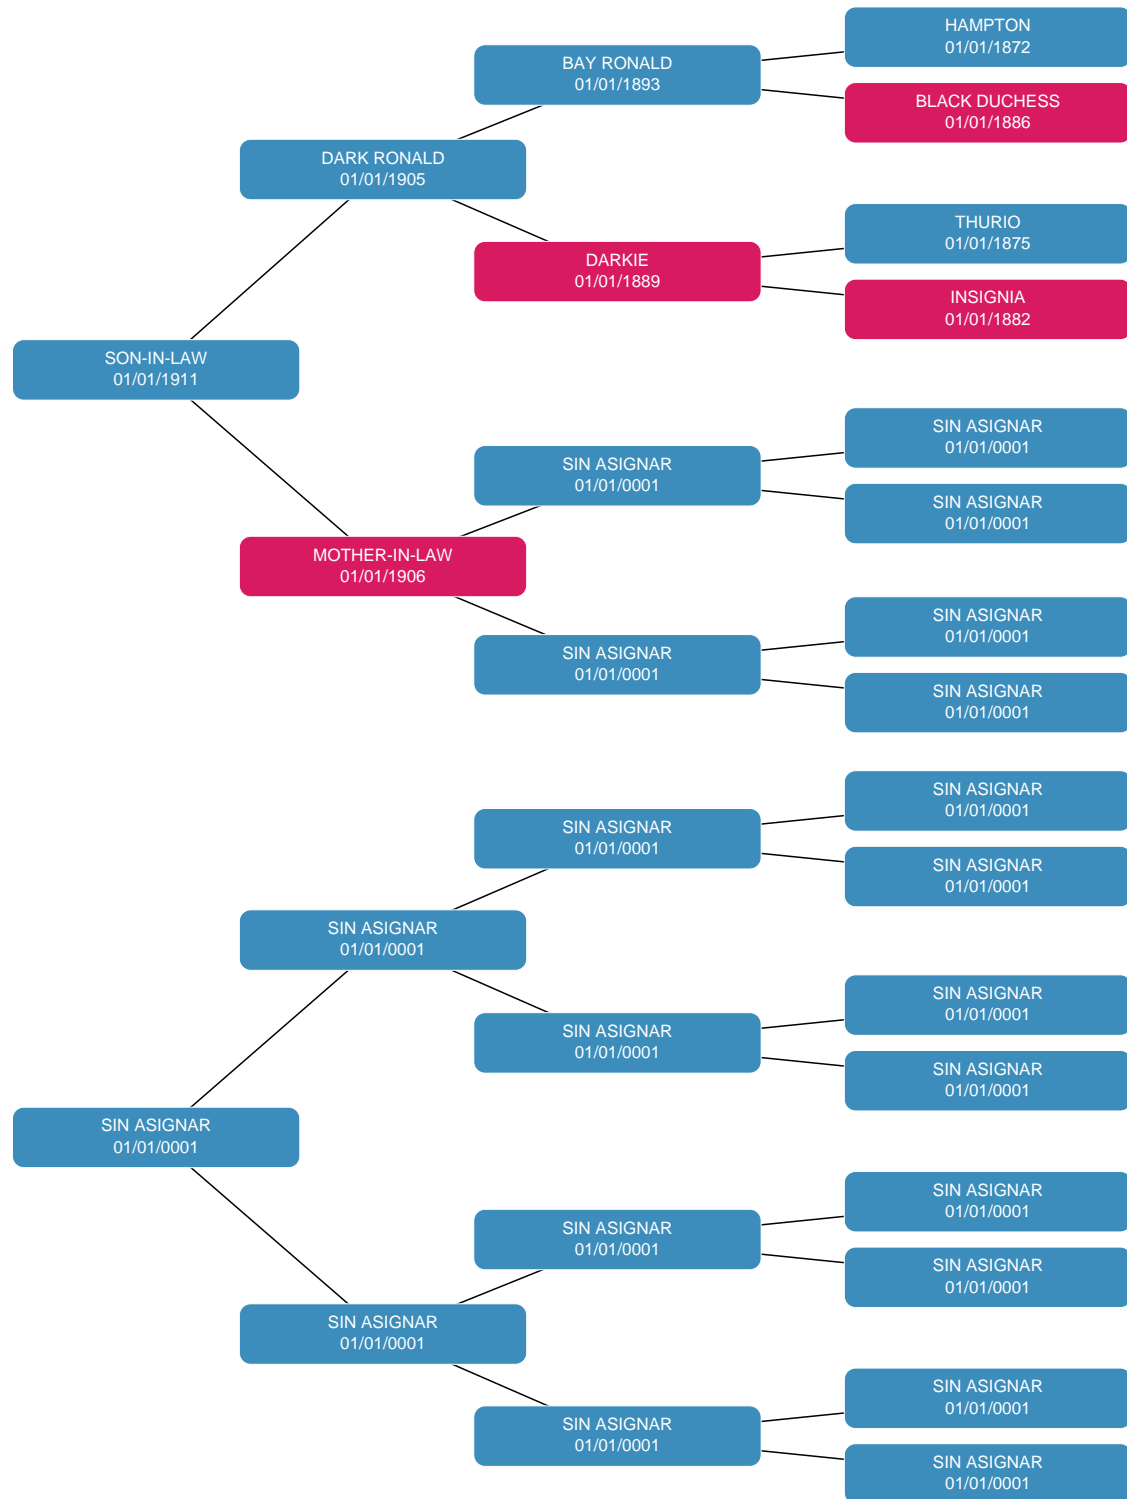 HAMPTON
01/01/1872
BAY RONALD
01/01/1893
BLACK DUCHESS
01/01/1886
DARK RONALD
01/01/1905
THURIO
01/01/1875
DARKIE
01/01/1889
INSIGNIA
01/01/1882
SON-IN-LAW
01/01/1911
SIN ASIGNAR
01/01/0001
SIN ASIGNAR
01/01/0001
SIN ASIGNAR
01/01/0001
MOTHER-IN-LAW
01/01/1906
SIN ASIGNAR
01/01/0001
SIN ASIGNAR
01/01/0001
SIN ASIGNAR
01/01/0001
SIN ASIGNAR
01/01/0001
SIN ASIGNAR
01/01/0001
SIN ASIGNAR
01/01/0001
SIN ASIGNAR
01/01/0001
SIN ASIGNAR
01/01/0001
SIN ASIGNAR
01/01/0001
SIN ASIGNAR
01/01/0001
SIN ASIGNAR
01/01/0001
SIN ASIGNAR
01/01/0001
SIN ASIGNAR
01/01/0001
SIN ASIGNAR
01/01/0001
SIN ASIGNAR
01/01/0001
SIN ASIGNAR
01/01/0001
SIN ASIGNAR
01/01/0001
SIN ASIGNAR
01/01/0001